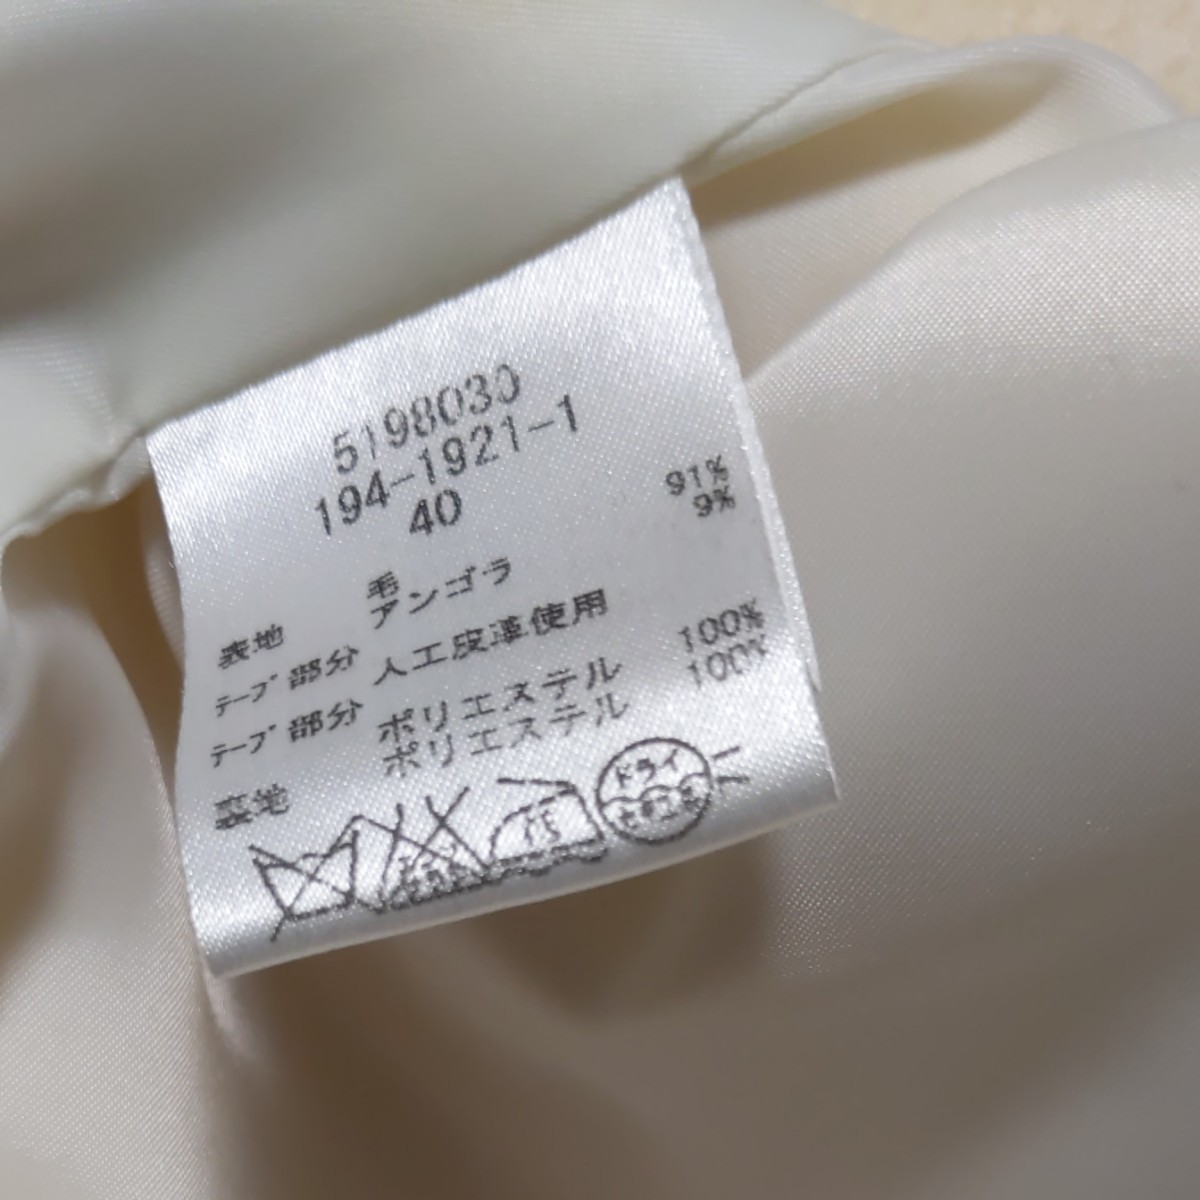 5198030
194-1921-1
40
表地 毛 91%
アンゴラ 9%
テープ部分 人工皮革使用
テープ部分 ポリエステル 100%
裏地 ポリエステル 100%
ドライ